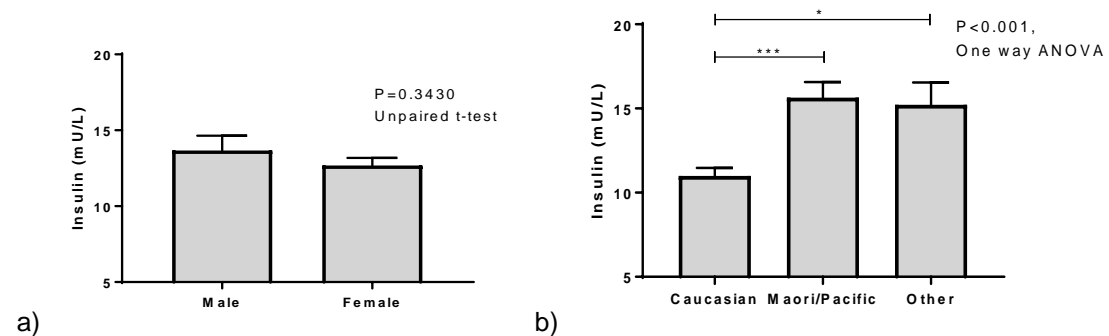 20
15
10
5
Insulin (mU/L)
P=0.3430
Unpaired t-test
Male Female
a)
20
15
10
5
Insulin (mU/L)
*
***
P<0.001,
One way ANOVA
Caucasian Maori/Pacific Other
b)